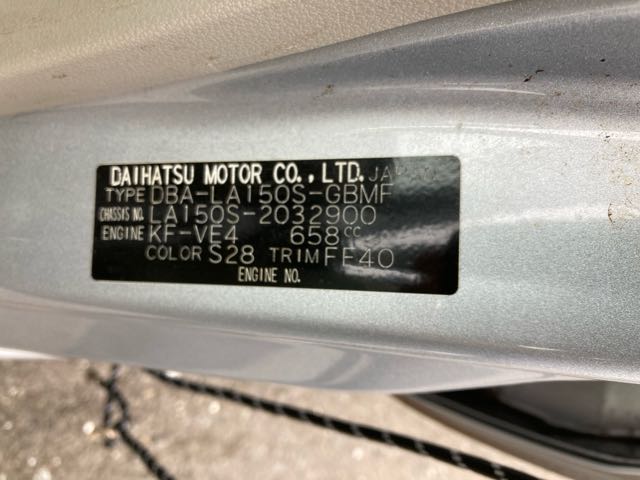 DAIHATSU MOTOR CO., LTD. JAPAN
TYPE DBA-LA150S-GBMF
CHASSIS NO. LA150S-2032900
ENGINE KF-VE4 658CC
COLOR S28 TRIM FE40
ENGINE NO.